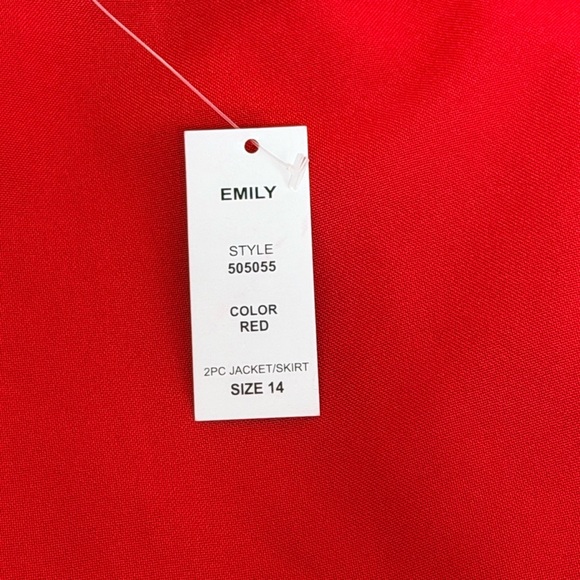 EMILY
STYLE
505055
COLOR
RED
2PC JACKET/SKIRT
SIZE 14